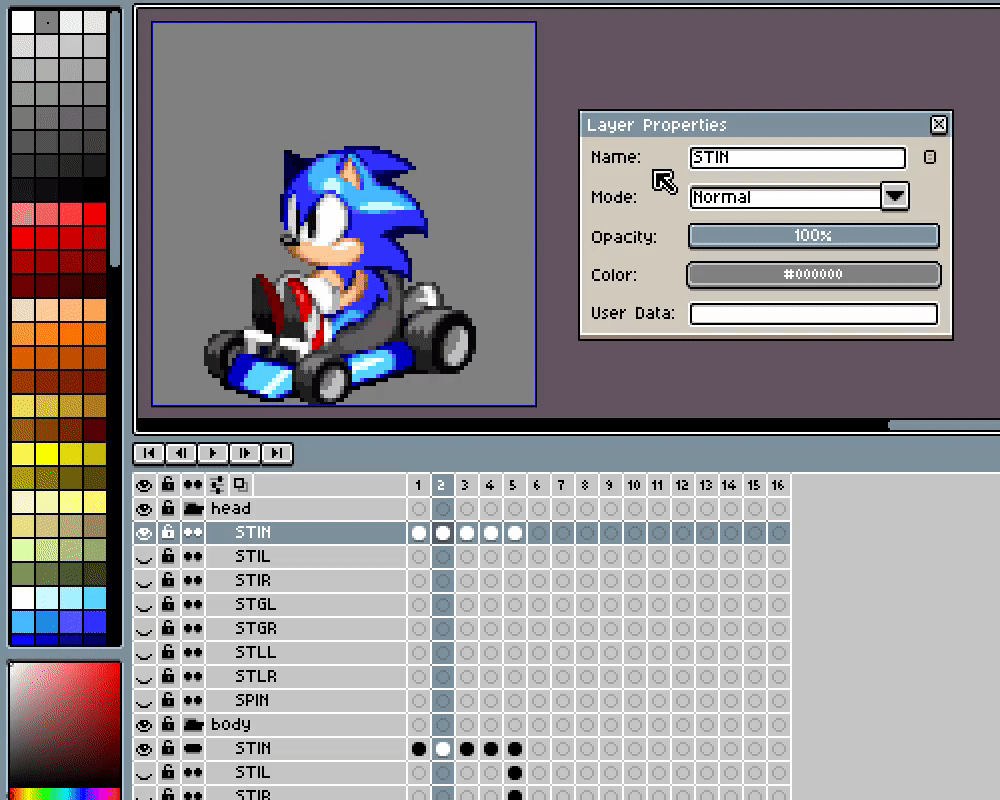 Layer Properties
Name: STIN
Mode: Normal
Opacity: 100%
Color: #000000
User Data:
1 2 3 4 5 6 7 8 9 10 11 12 13 14 15 16
head
STIN
STIL
STIR
STGL
STGR
STLL
STLR
SPIN
body
STIN
STIL
STIR